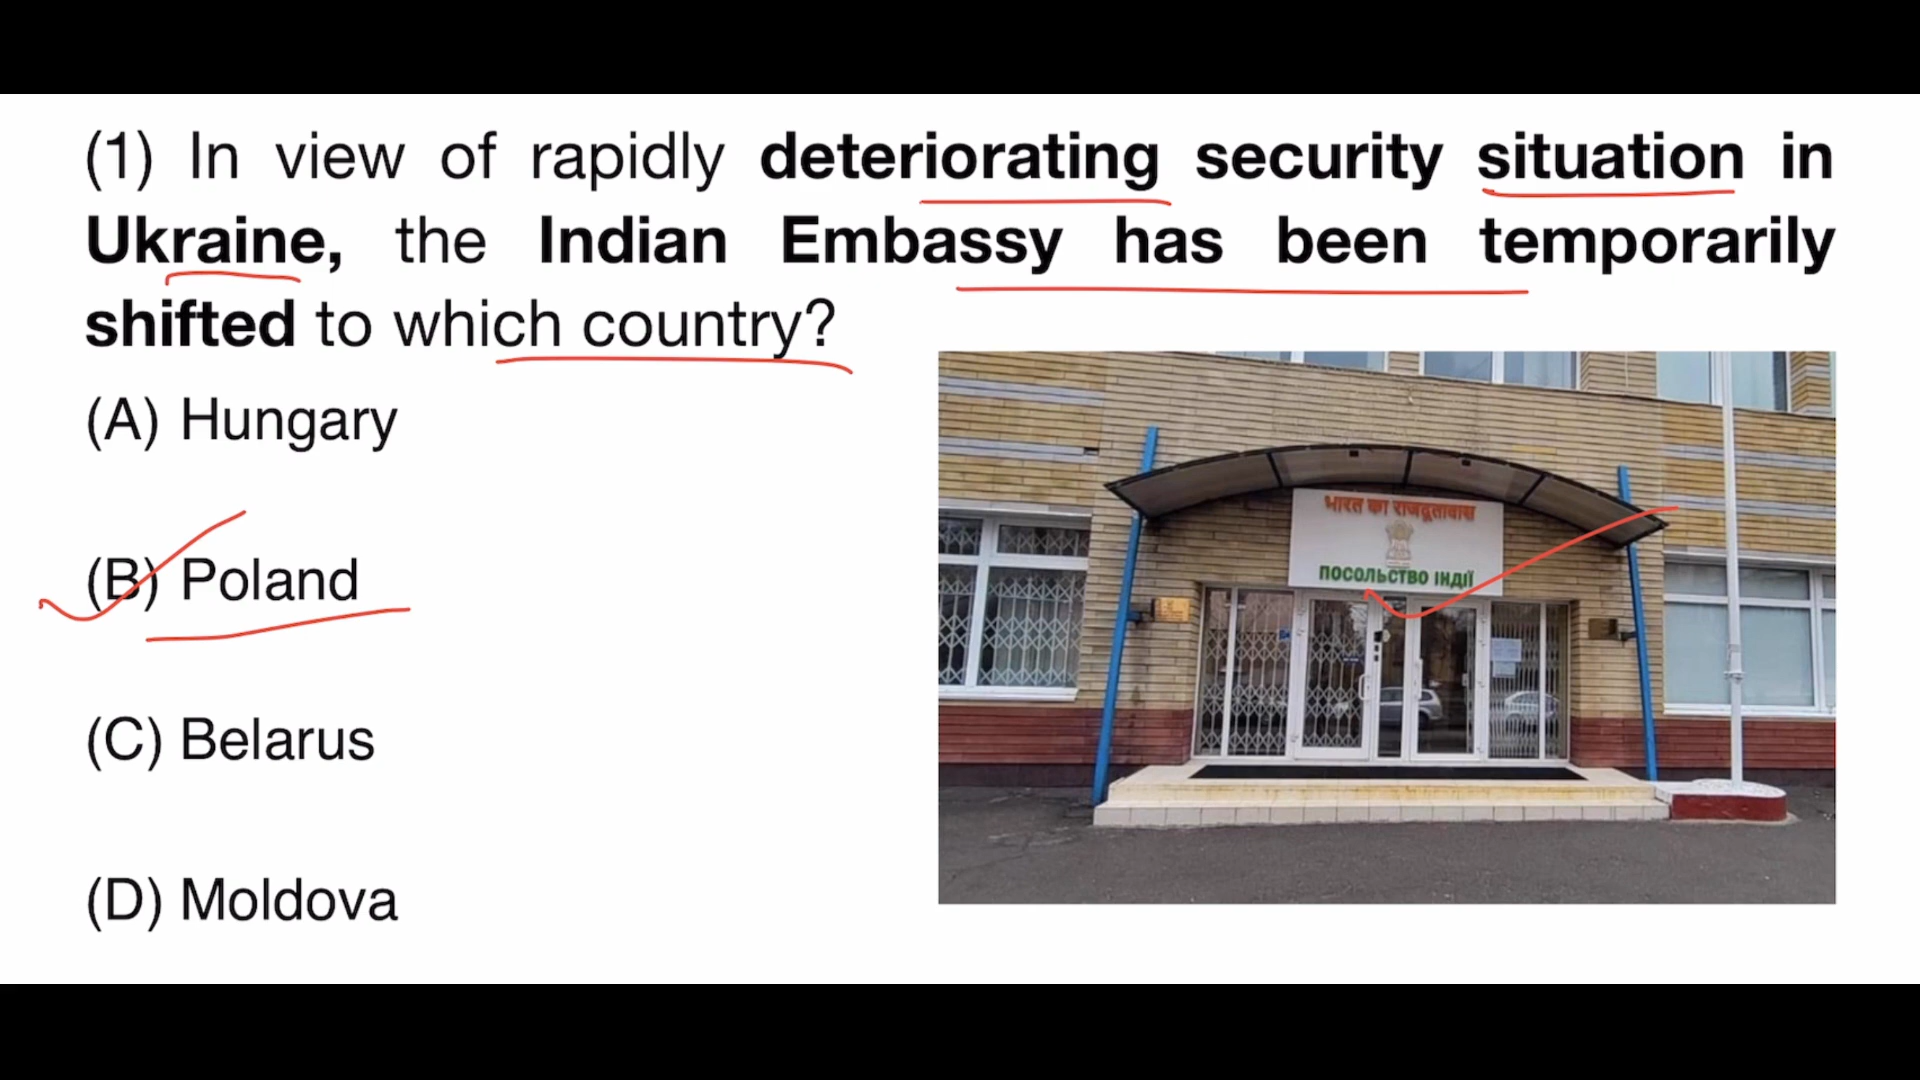 (1) In view of rapidly deteriorating security situation in
Ukraine, the Indian Embassy has been temporarily
shifted to which country?
(A) Hungary
(B) Poland
(C) Belarus
(D) Moldova
भारत का राजदूतावास
ПОСОЛЬСТВО ІНДІЇ